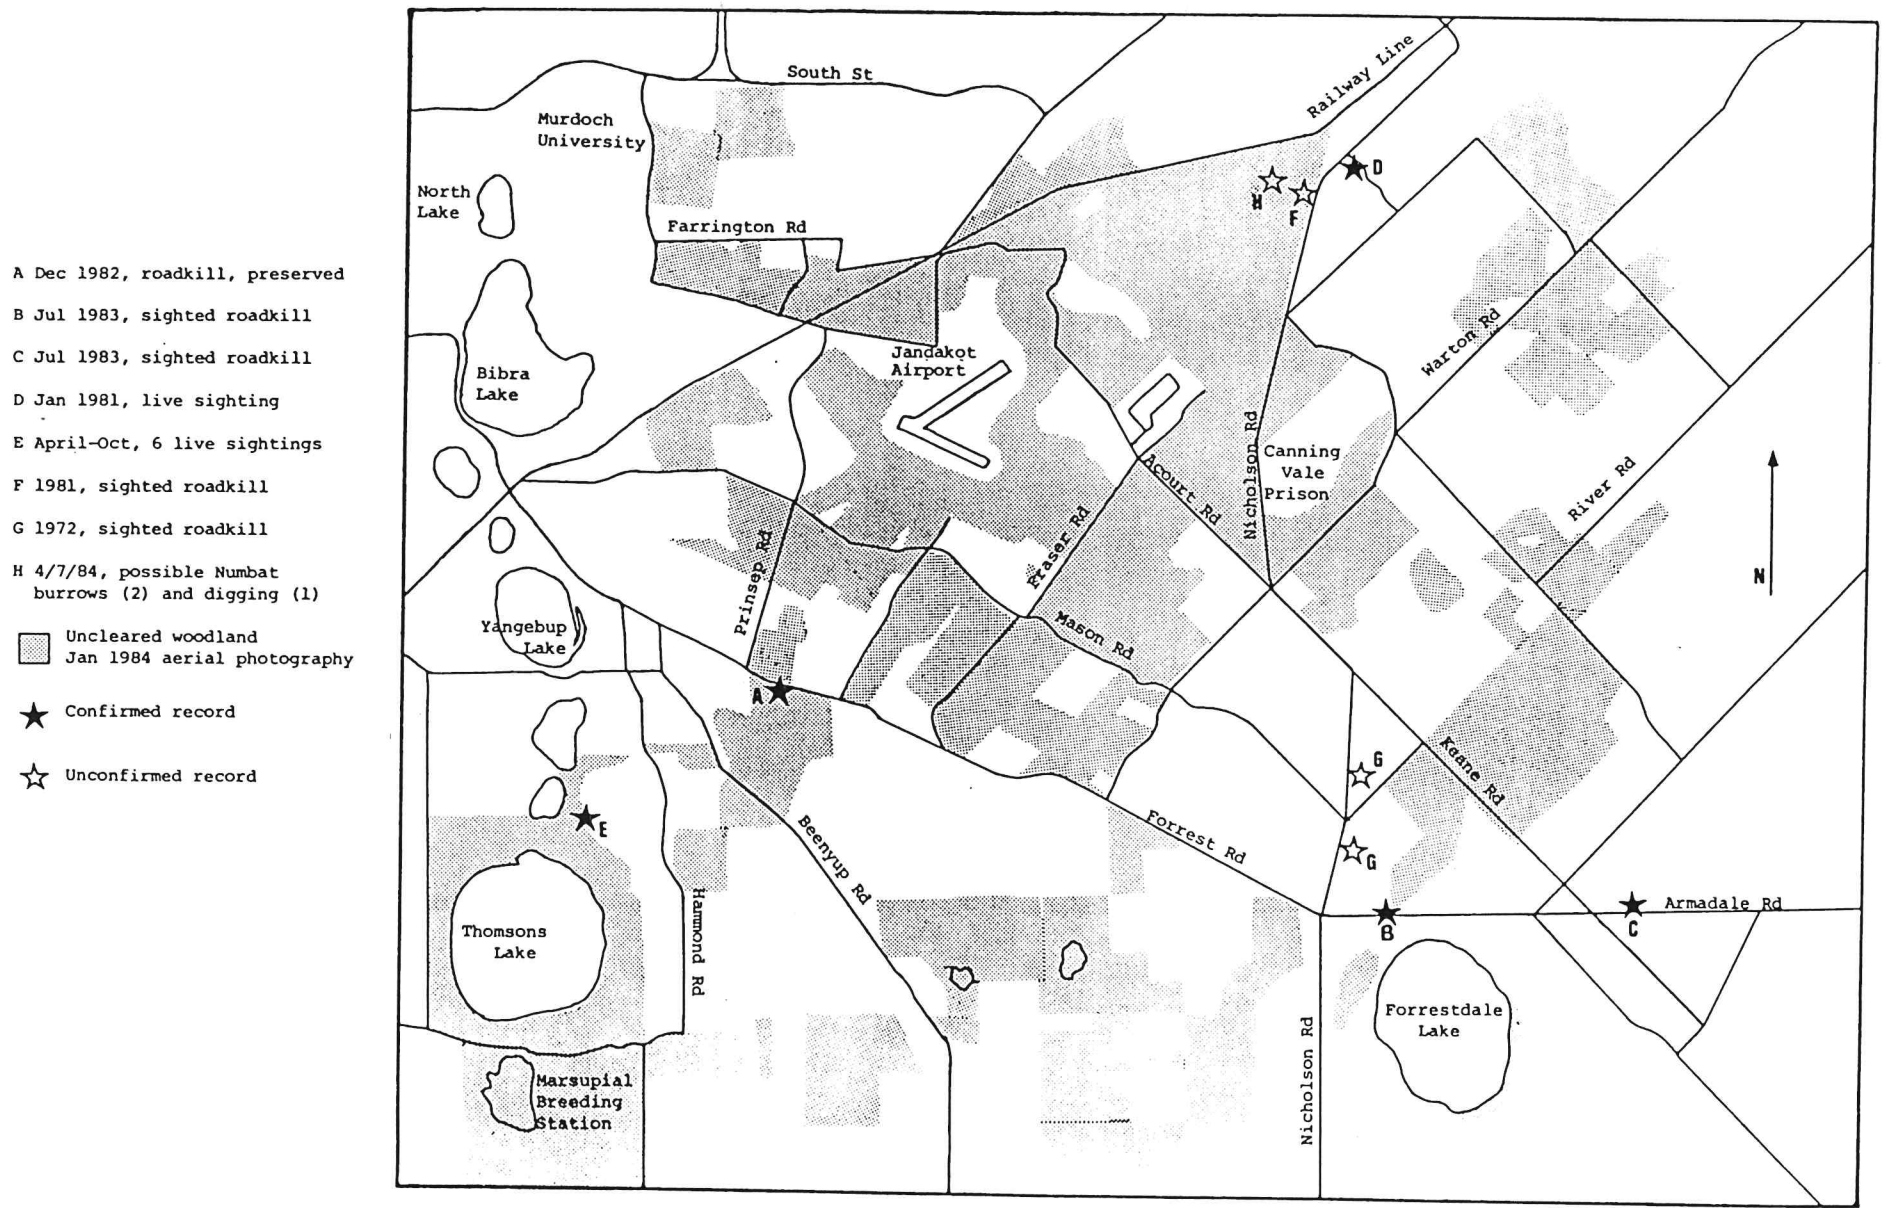 A Dec 1982, roadkill, preserved
B Jul 1983, sighted roadkill
C Jul 1983, sighted roadkill
D Jan 1981, live sighting
E April-Oct, 6 live sightings
F 1981, sighted roadkill
G 1972, sighted roadkill
H 4/7/84, possible Numbat
burrows (2) and digging (1)
Uncleared woodland
Jan 1984 aerial photography
Confirmed record
Unconfirmed record
South St
Railway Line
Murdoch
University
North
Lake
Farrington Rd
H
F
D
Bibra
Lake
Jandakot
Airport
Warton Rd
Nicholson Rd
Canning
Vale
Prison
Acourt Rd
River Rd
Fraser Rd
Prinsep Rd
N
Yangebup
Lake
Mason Rd
A
G
Keane Rd
E
Beenyup Rd
Forrest Rd
G
Hammond Rd
Thomsons
Lake
B
C
Armadale Rd
Forrestdale
Lake
Nicholson Rd
Marsupial
Breeding
Station